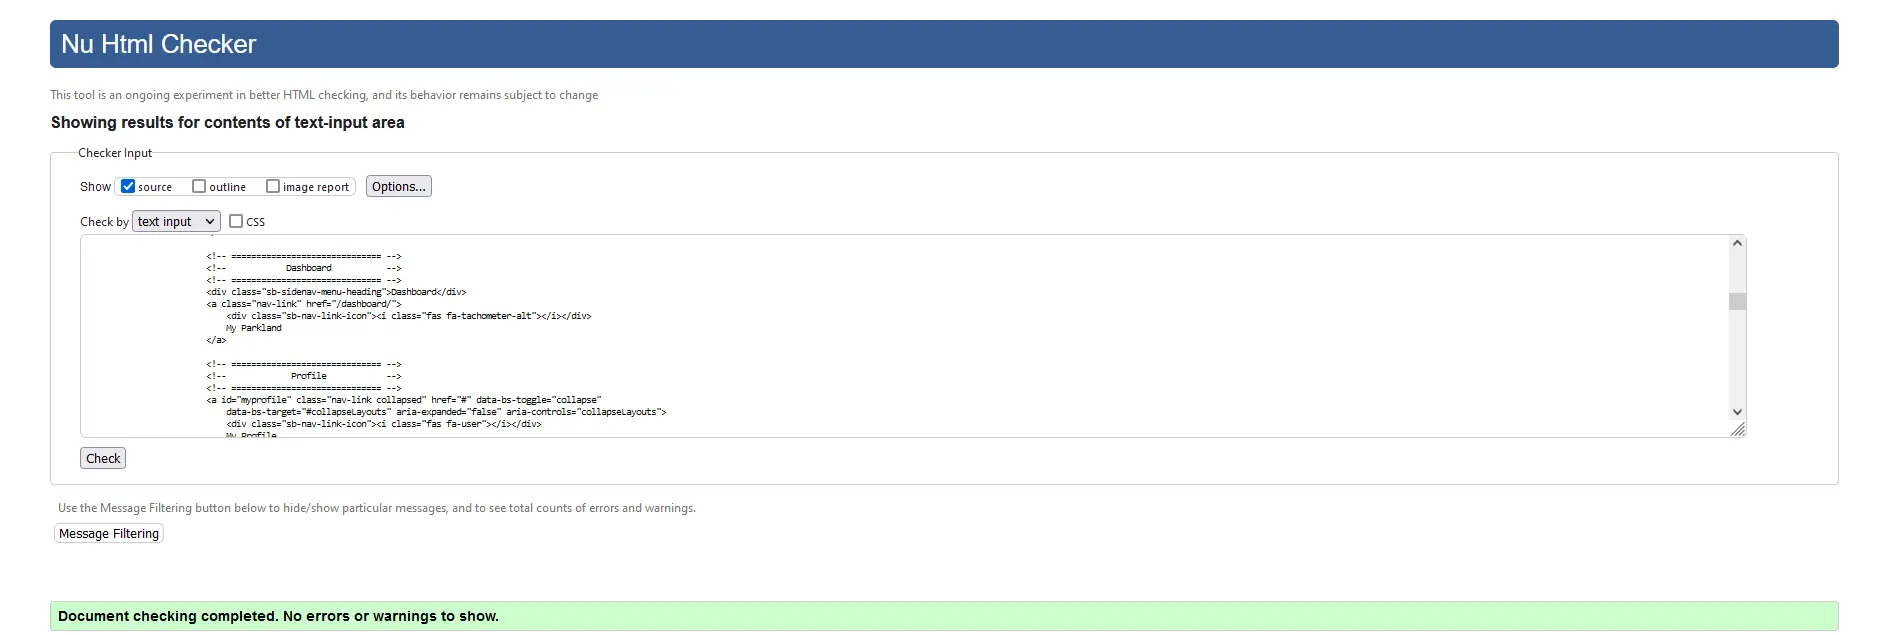 Nu Html Checker
This tool is an ongoing experiment in better HTML checking, and its behavior remains subject to change
Showing results for contents of text-input area
Checker Input
Show source outline image report Options...
Check by text input CSS
<!-- ============================== -->
<!--            Dashboard           -->
<!-- ============================== -->
<div class="sb-sidenav-menu-heading">Dashboard</div>
<a class="nav-link" href="/dashboard/">
<div class="sb-nav-link-icon"><i class="fas fa-tachometer-alt"></i></div>
My Parkland
</a>
<!-- ============================== -->
<!--             Profile            -->
<!-- ============================== -->
<a id="myprofile" class="nav-link collapsed" href="#" data-bs-toggle="collapse"
data-bs-target="#collapseLayouts" aria-expanded="false" aria-controls="collapseLayouts">
<div class="sb-nav-link-icon"><i class="fas fa-user"></i></div>
My Profile
Check
Use the Message Filtering button below to hide/show particular messages, and to see total counts of errors and warnings.
Message Filtering
Document checking completed. No errors or warnings to show.